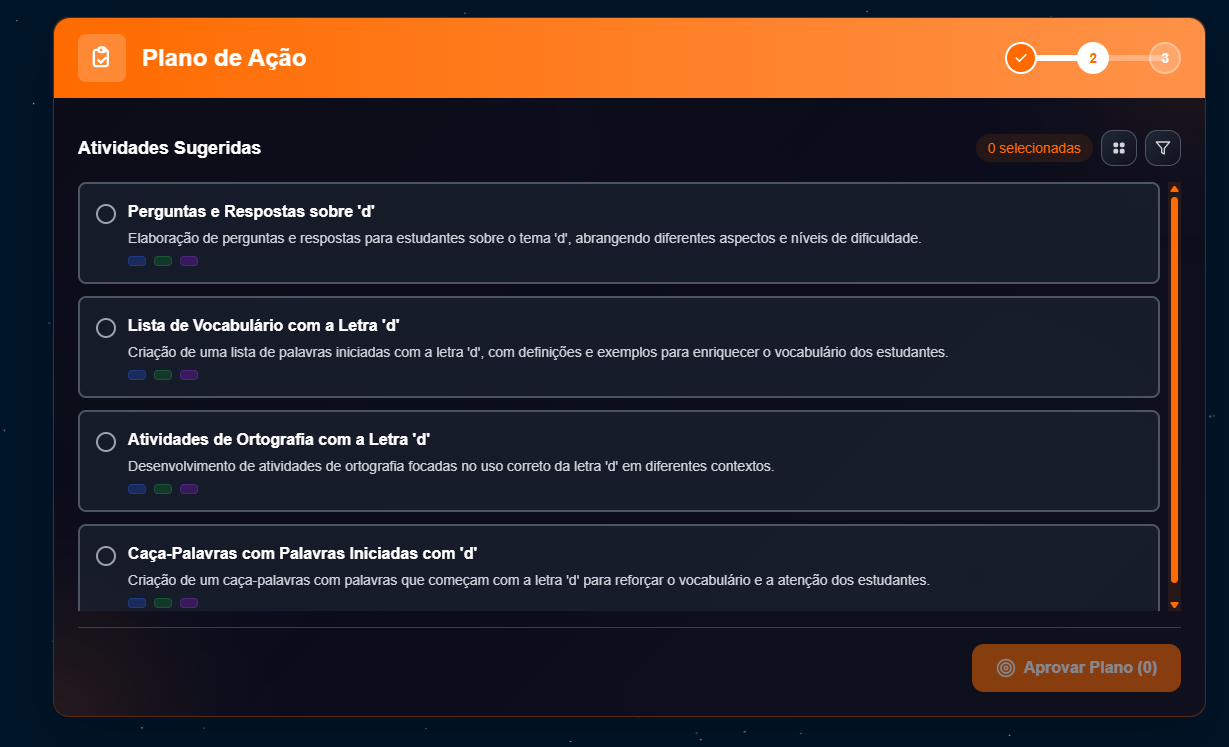 Plano de Ação
2
3
Atividades Sugeridas
0 selecionadas
Perguntas e Respostas sobre 'd'
Elaboração de perguntas e respostas para estudantes sobre o tema 'd', abrangendo diferentes aspectos e níveis de dificuldade.
Lista de Vocabulário com a Letra 'd'
Criação de uma lista de palavras iniciadas com a letra 'd', com definições e exemplos para enriquecer o vocabulário dos estudantes.
Atividades de Ortografia com a Letra 'd'
Desenvolvimento de atividades de ortografia focadas no uso correto da letra 'd' em diferentes contextos.
Caça-Palavras com Palavras Iniciadas com 'd'
Criação de um caça-palavras com palavras que começam com a letra 'd' para reforçar o vocabulário e a atenção dos estudantes.
Aprovar Plano (0)